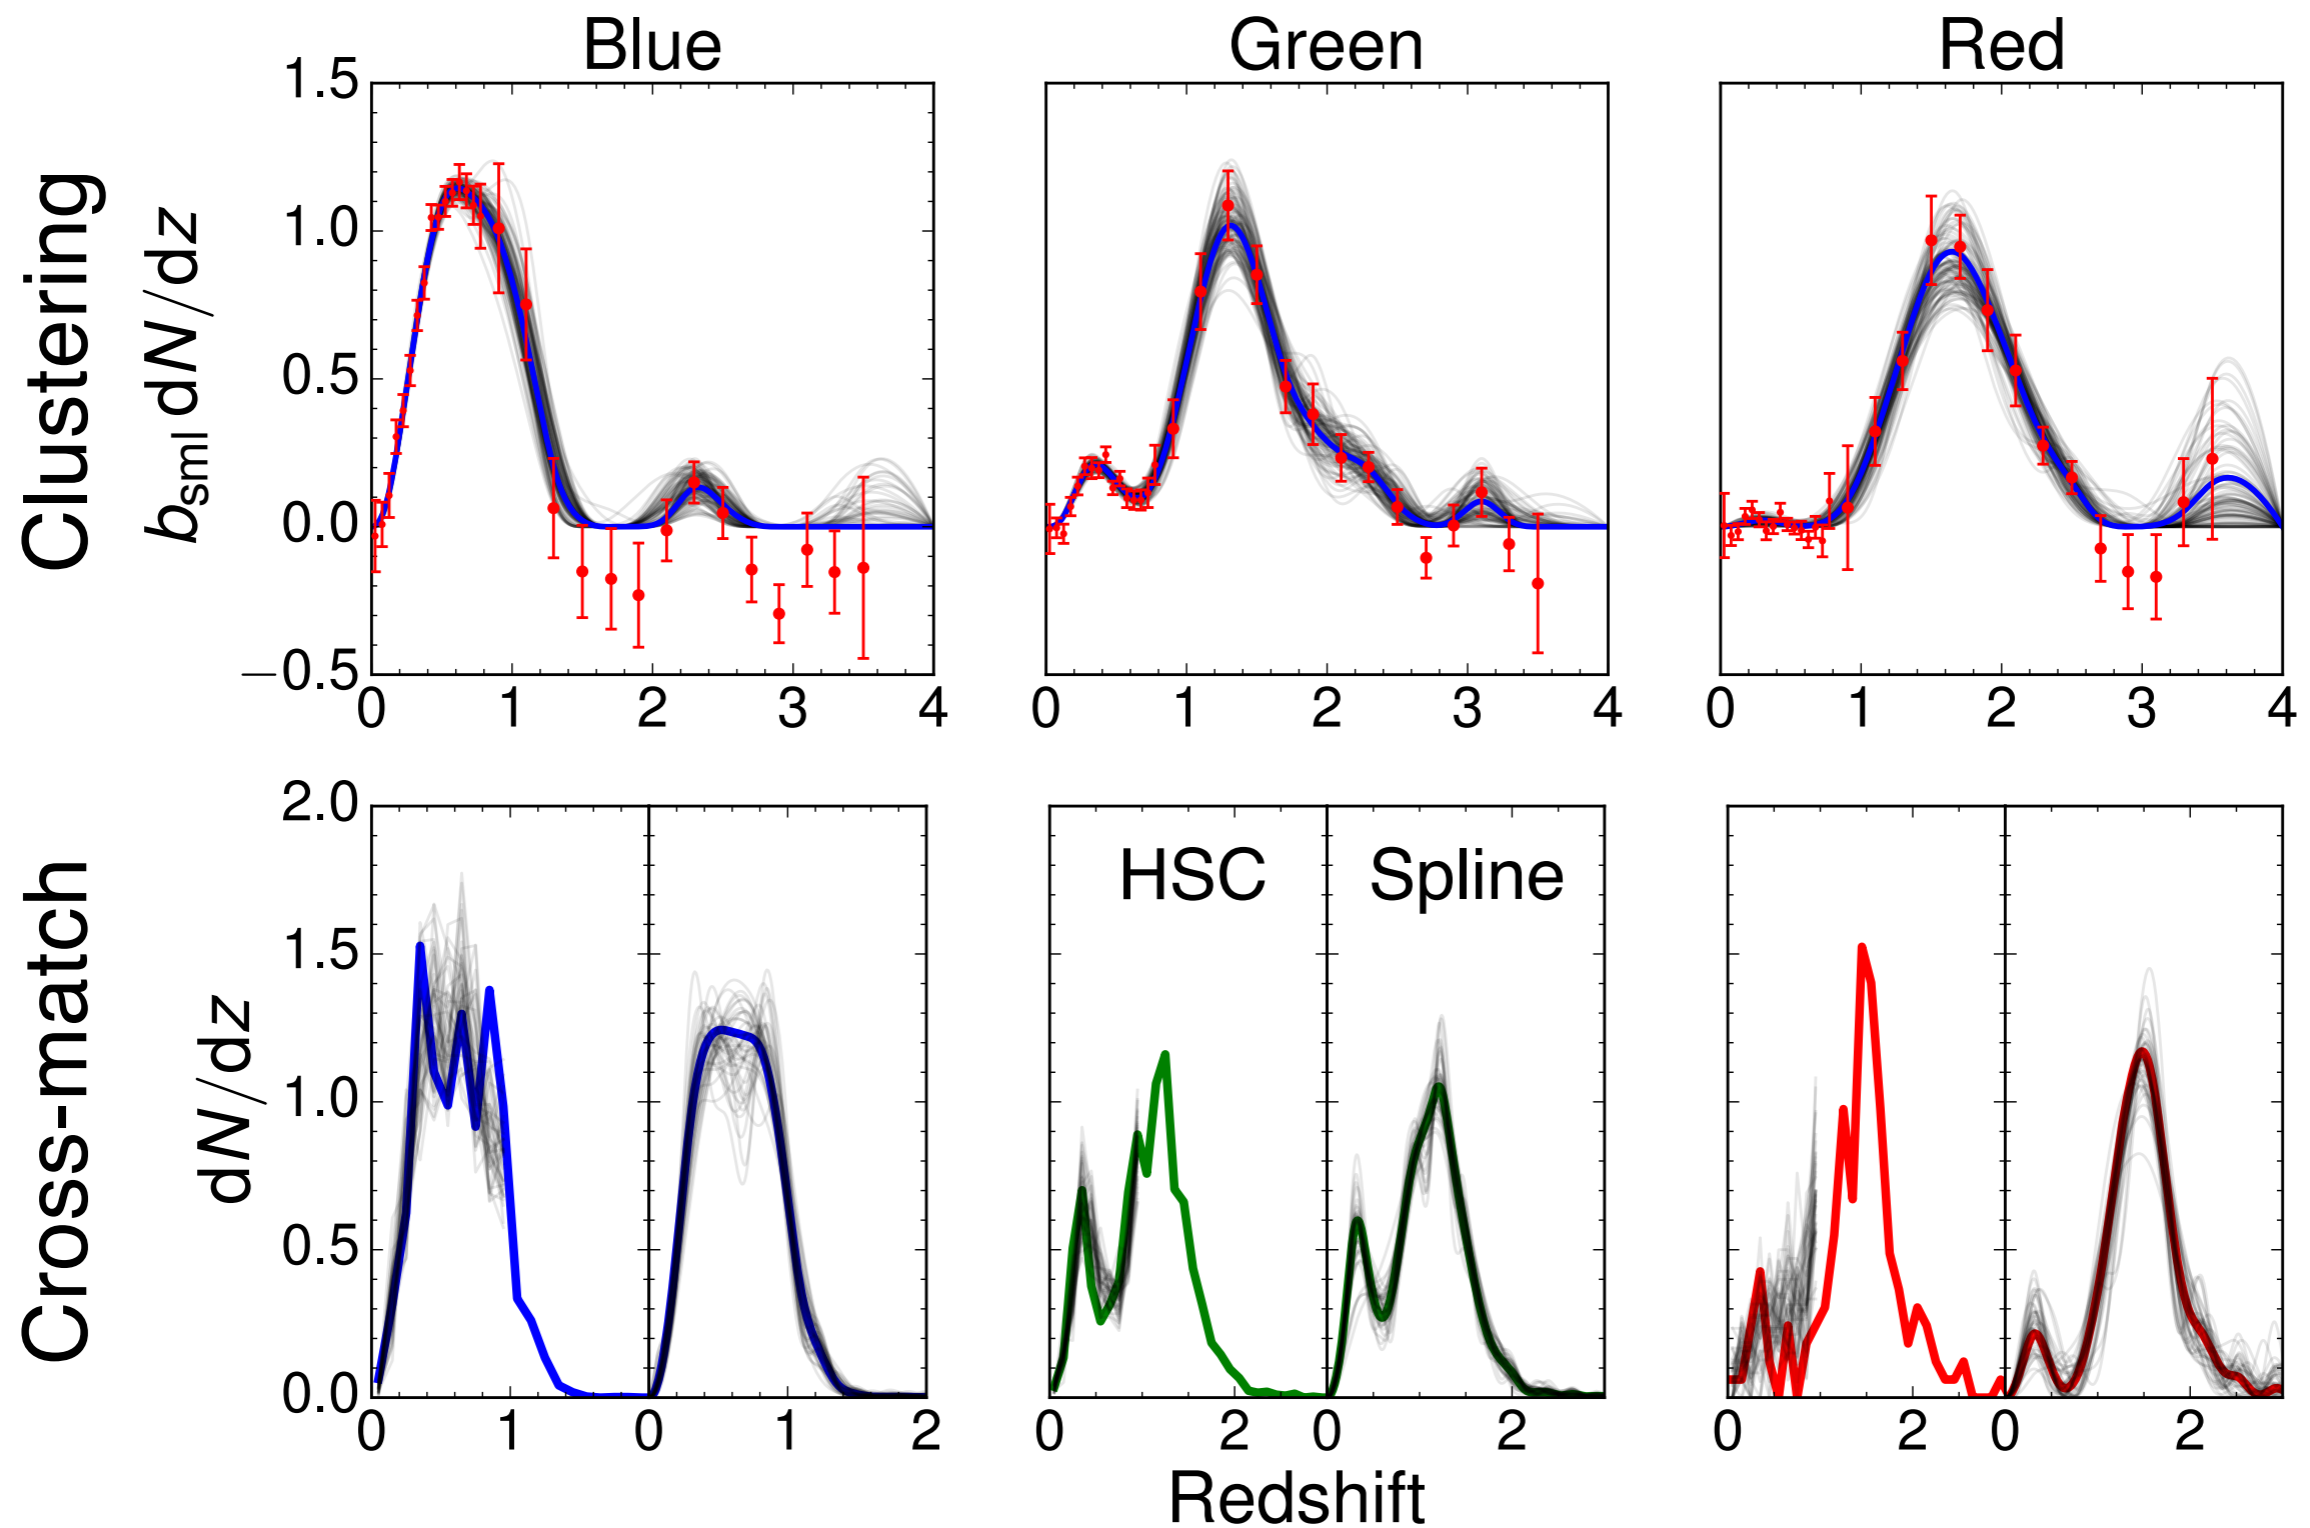 Blue Green Red
Clustering
b_sml dN/dz
1.5
1.0
0.5
0.0
−0.5
0 1 2 3 4
0 1 2 3 4
0 1 2 3 4
Cross-match
dN/dz
2.0
1.5
1.0
0.5
0.0
HSC Spline
0 1 0 1 2
0 2 0 2
0 2 0 2
Redshift